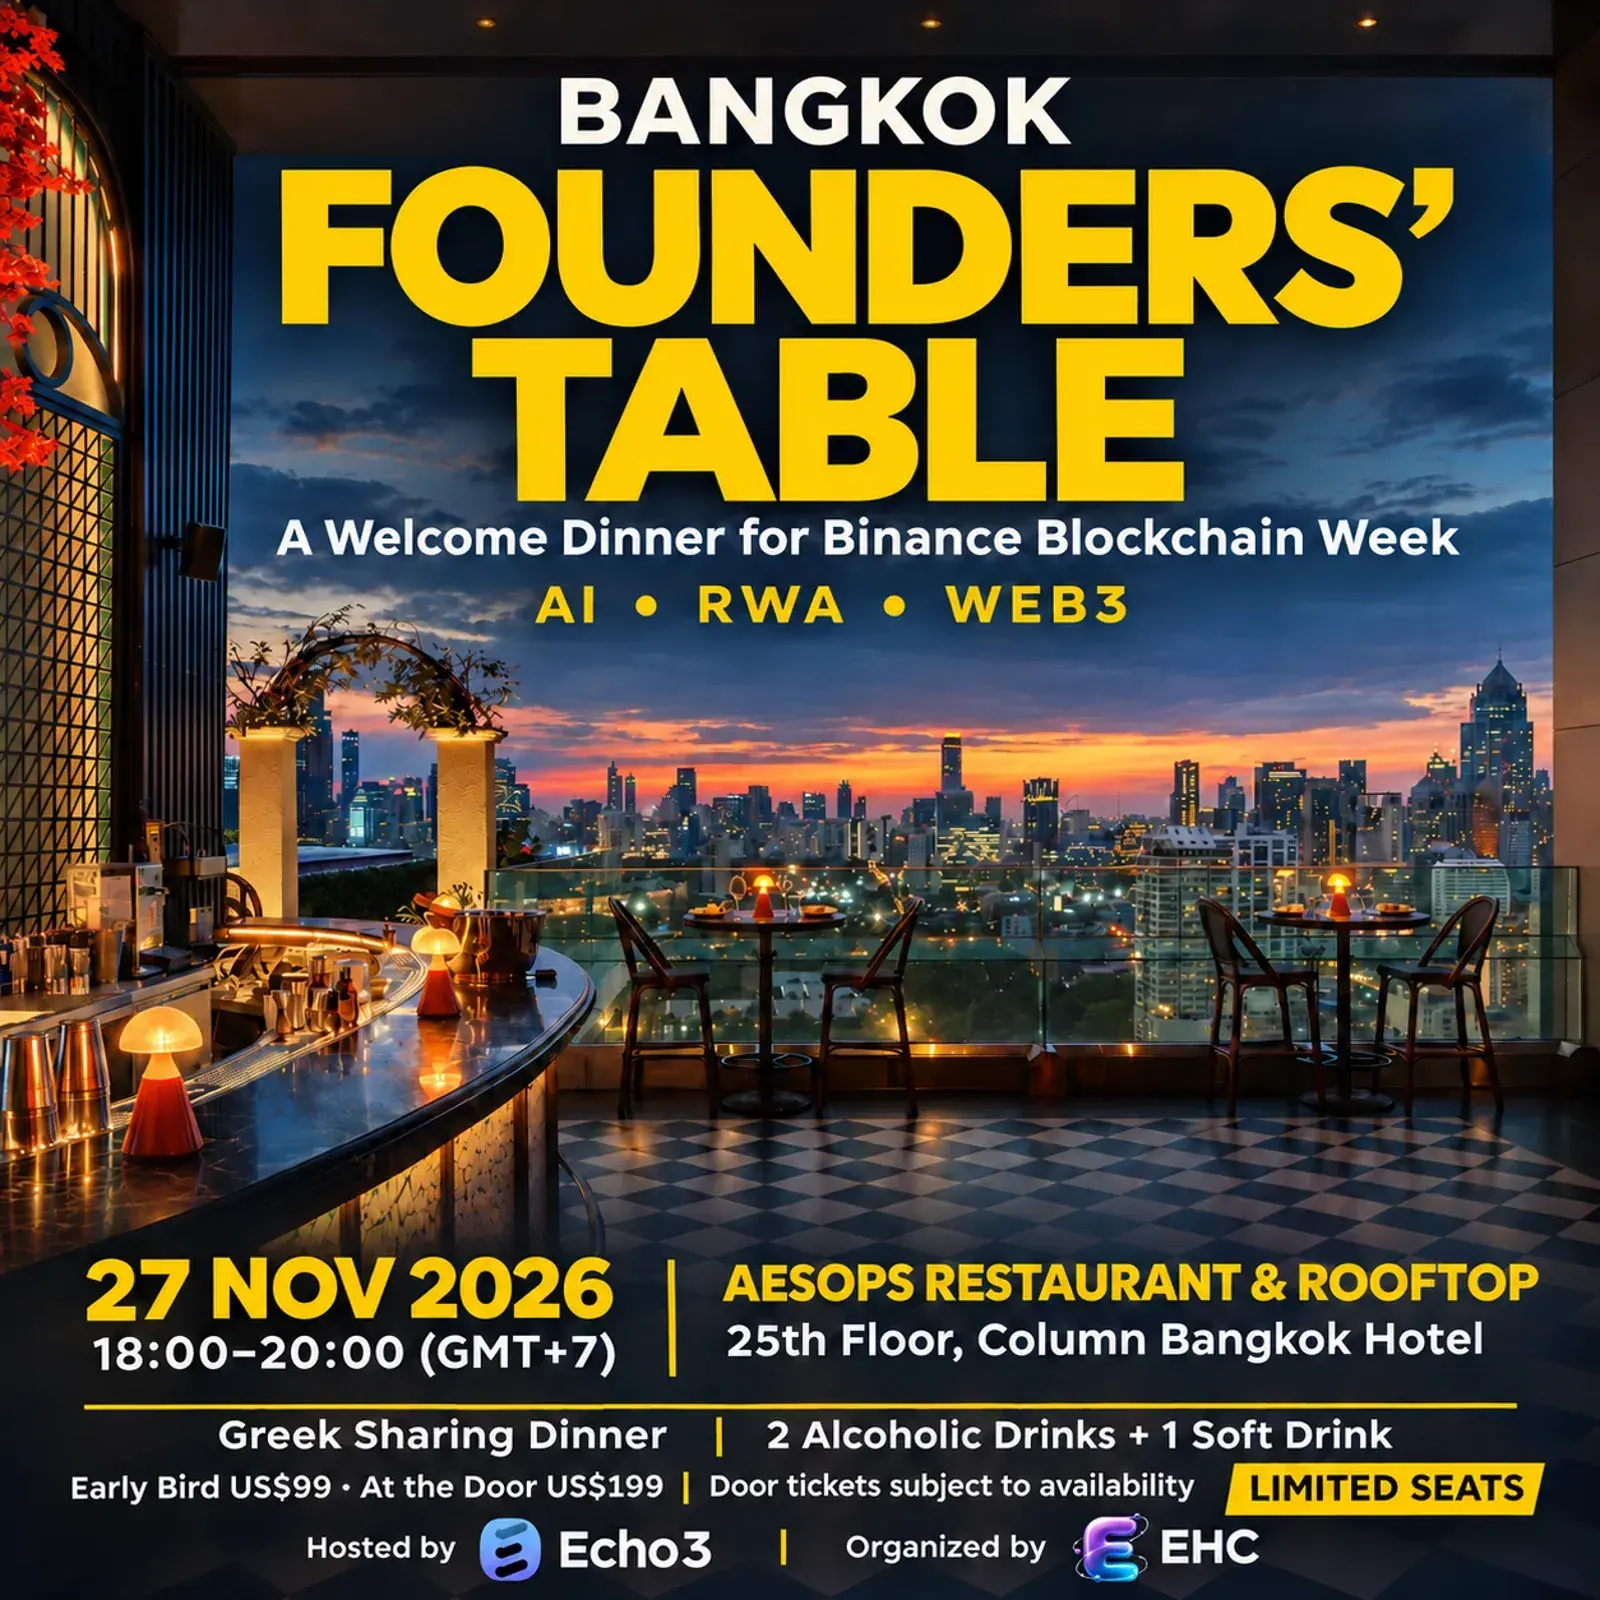 BANGKOK
FOUNDERS’
TABLE
A Welcome Dinner for Binance Blockchain Week
AI • RWA • WEB3
27 NOV 2026
18:00–20:00 (GMT+7)
AESOPS RESTAURANT & ROOFTOP
25th Floor, Column Bangkok Hotel
Greek Sharing Dinner | 2 Alcoholic Drinks + 1 Soft Drink
Early Bird US$99 · At the Door US$199 | Door tickets subject to availability
LIMITED SEATS
Hosted by Echo3 | Organized by EHC